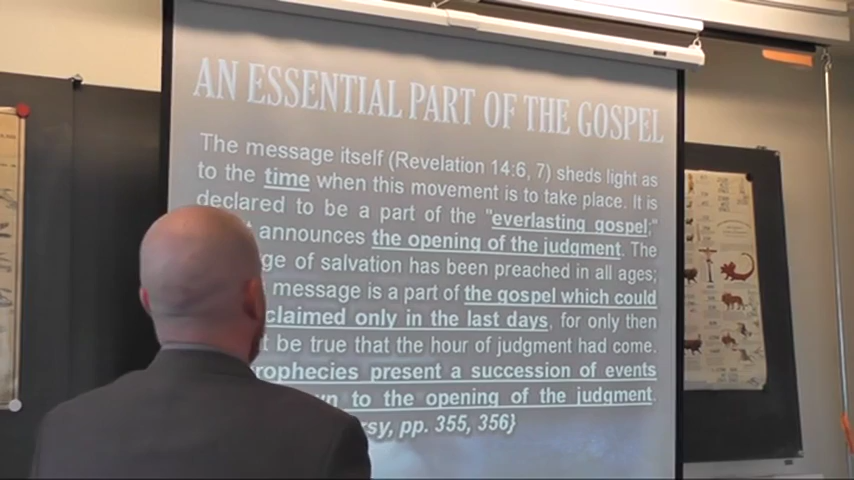 AN ESSENTIAL PART OF THE GOSPEL
The message itself (Revelation 14:6, 7) sheds light as
to the time when this movement is to take place. It is
declared to be a part of the "everlasting gospel;"
announces the opening of the judgment. The
ge of salvation has been preached in all ages;
message is a part of the gospel which could
claimed only in the last days, for only then
t be true that the hour of judgment had come.
rophecies present a succession of events
n to the opening of the judgment.
rsy, pp. 355, 356}